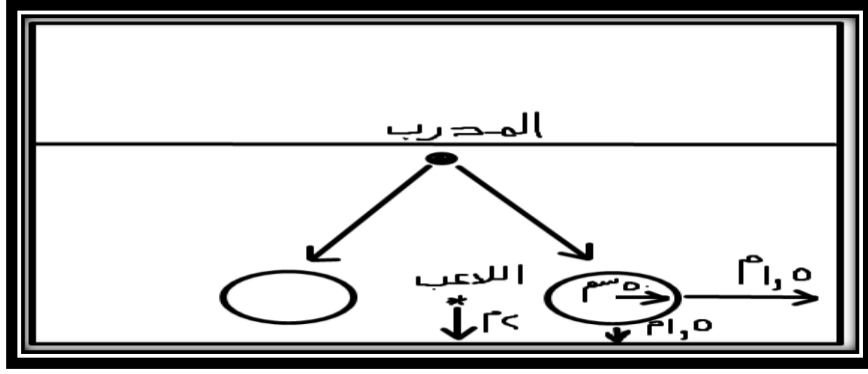 المدرب
١,٥م
٥٠سم
اللاعب
٢م
١,٥م